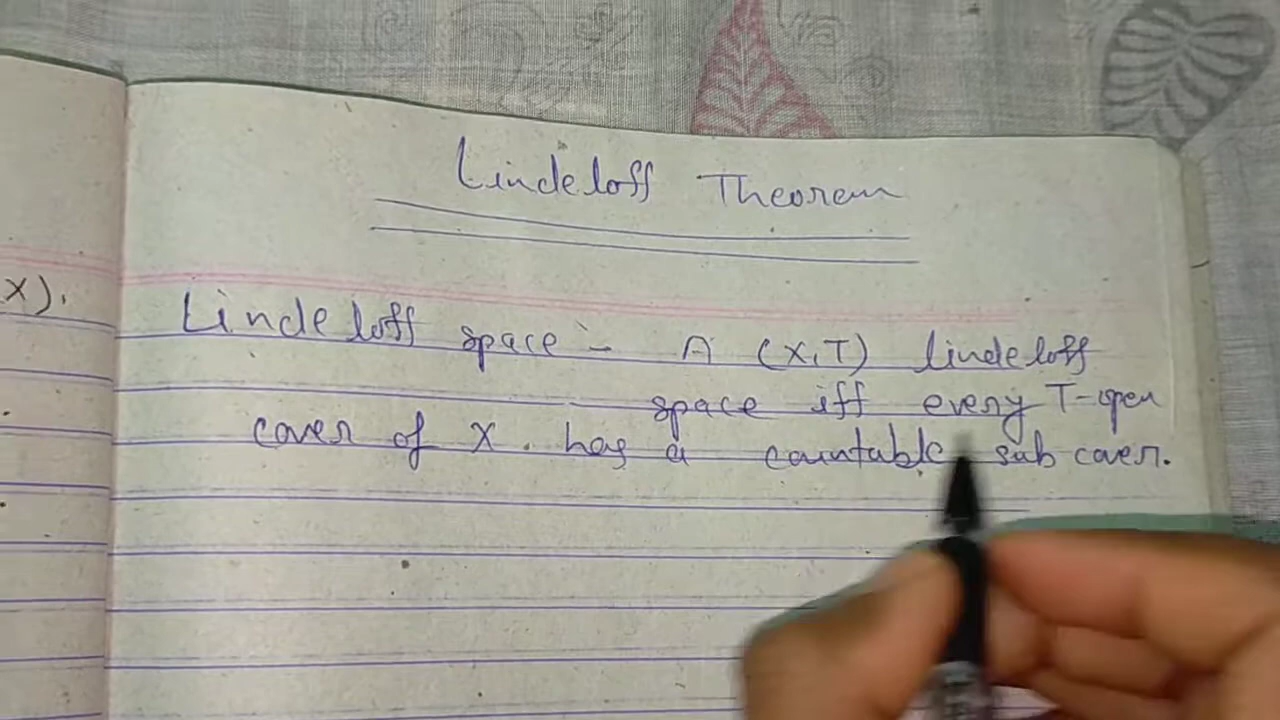 Lindeloff Theorem
x).
Lindeloff space:- A (X,T) lindeloff
space iff every T-open
cover of X. has a countable sub cover.